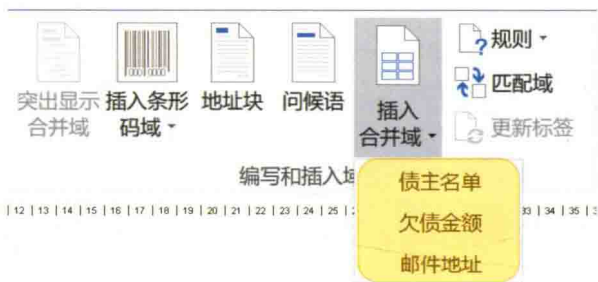 突出显示
合并域
插入条形
码域
地址块
问候语
插入
合并域
规则
匹配域
更新标签
编写和插入域
债主名单
欠债金额
邮件地址
| 12 | 13 | 14 | 15 | 16 | 17 | 18 | 19 | 20 | 21 | 22 | 23 | 24 | 25 | 33 | 34 | 35 |